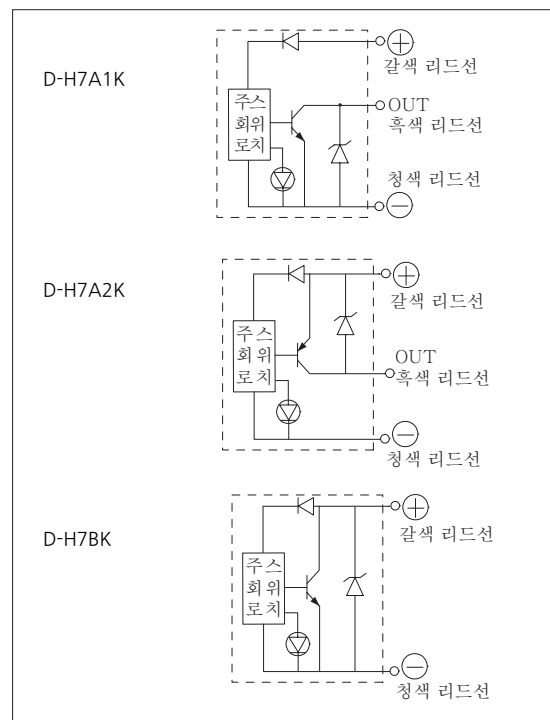 D-H7A1K
⊕
갈색 리드선
주스
회위
로치
OUT
흑색 리드선
청색 리드선
⊖
D-H7A2K
⊕
갈색 리드선
주스
회위
로치
OUT
흑색 리드선
⊖
청색 리드선
D-H7BK
⊕
갈색 리드선
주스
회위
로치
⊖
청색 리드선